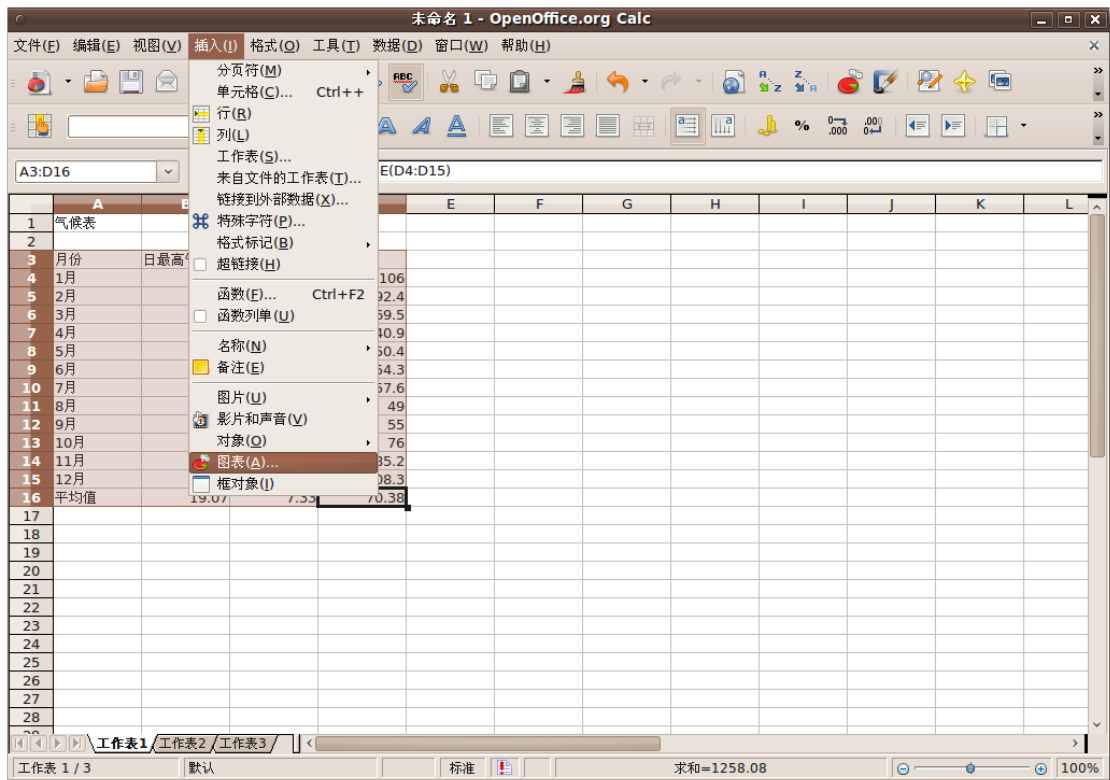 未命名 1 - OpenOffice.org Calc
文件(F) 编辑(E) 视图(V) 插入(I) 格式(O) 工具(T) 数据(D) 窗口(W) 帮助(H)
分页符(M)
单元格(C)... Ctrl++
行(R)
列(L)
工作表(S)...
来自文件的工作表(T)...
链接到外部数据(X)...
特殊字符(P)...
格式标记(B)
超链接(H)
函数(F)... Ctrl+F2
函数列单(U)
名称(N)
备注(E)
图片(U)
影片和声音(V)
对象(O)
图表(A)...
框对象(I)
A3:D16 E(D4:D15)
A B E F G H I J K L
1 气候表
2
3 月份 日最高
4 1月 106
5 2月 92.4
6 3月 69.5
7 4月 40.9
8 5月 50.4
9 6月 54.3
10 7月 57.6
11 8月 49
12 9月 55
13 10月 76
14 11月 85.2
15 12月 08.3
16 平均值 19.07 7.33 70.38
17
18
19
20
21
22
23
24
25
26
27
28
工作表1 工作表2 工作表3
工作表 1 / 3 默认 标准 求和=1258.08 100%